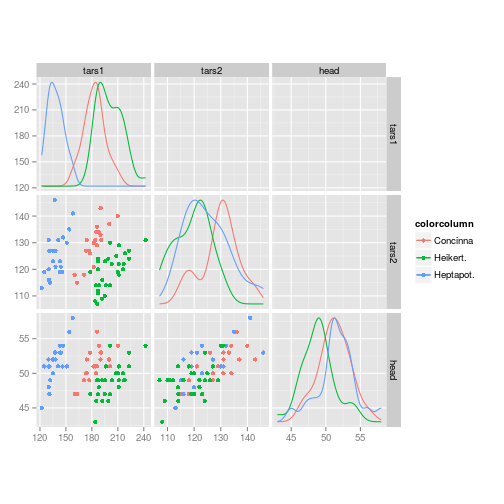 tars1 tars2 head
240
210
180
150
120
tars1
140
130
120
110
tars2
55
50
45
head
120 150 180 210 240 110 120 130 140 45 50 55
colorcolumn
Concinna
Heikert.
Heptapot.